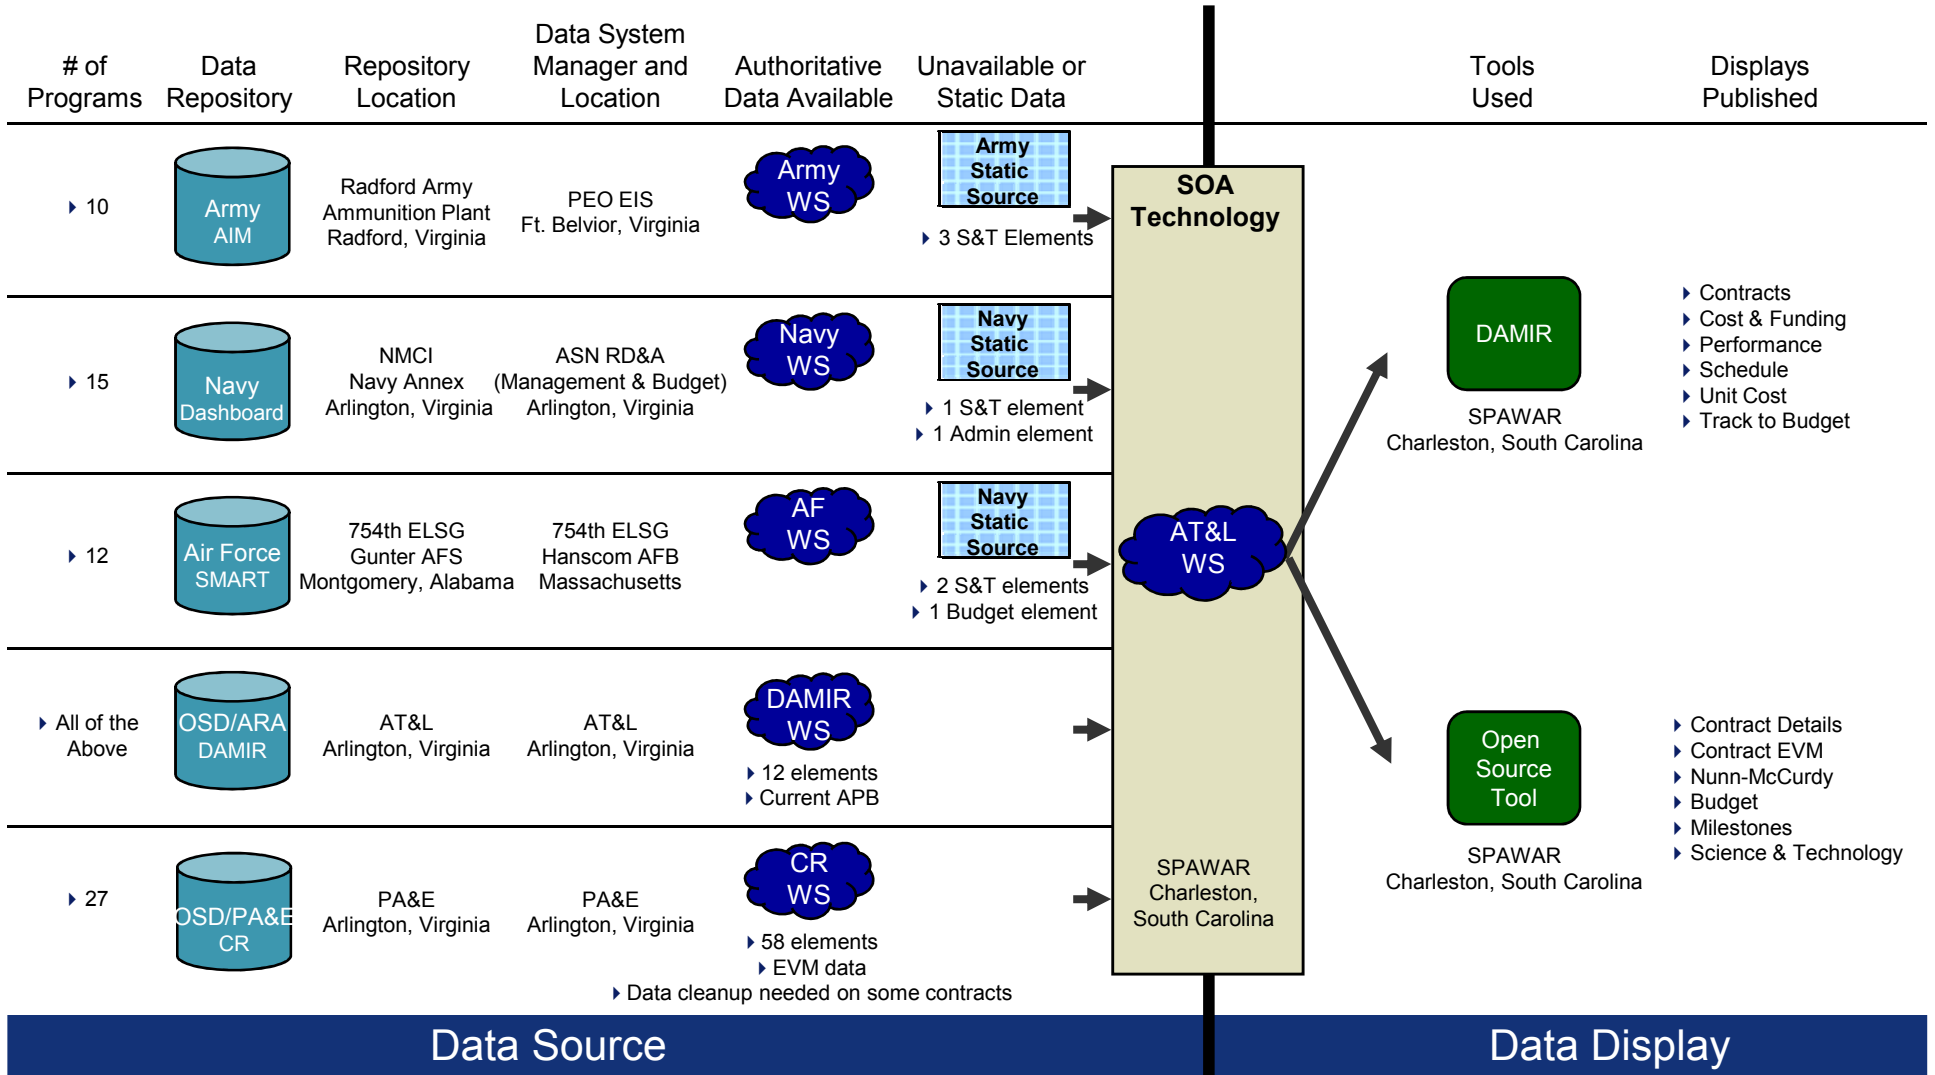 # of
Programs
Data
Repository
Repository
Location
Data System
Manager and
Location
Authoritative
Data Available
Unavailable or
Static Data
Tools
Used
Displays
Published
10
Army
AIM
Radford Army
Ammunition Plant
Radford, Virginia
PEO EIS
Ft. Belvior, Virginia
Army
WS
Army
Static
Source
3 S&T Elements
15
Navy
Dashboard
NMCI
Navy Annex
Arlington, Virginia
ASN RD&A
(Management & Budget)
Arlington, Virginia
Navy
WS
Navy
Static
Source
1 S&T element
1 Admin element
12
Air Force
SMART
754th ELSG
Gunter AFS
Montgomery, Alabama
754th ELSG
Hanscom AFB
Massachusetts
AF
WS
Navy
Static
Source
2 S&T elements
1 Budget element
All of the
Above
OSD/ARA
DAMIR
AT&L
Arlington, Virginia
AT&L
Arlington, Virginia
DAMIR
WS
12 elements
Current APB
27
OSD/PA&E
CR
PA&E
Arlington, Virginia
PA&E
Arlington, Virginia
CR
WS
58 elements
EVM data
Data cleanup needed on some contracts
SOA
Technology
AT&L
WS
SPAWAR
Charleston,
South Carolina
DAMIR
SPAWAR
Charleston, South Carolina
Contracts
Cost & Funding
Performance
Schedule
Unit Cost
Track to Budget
Open
Source
Tool
SPAWAR
Charleston, South Carolina
Contract Details
Contract EVM
Nunn-McCurdy
Budget
Milestones
Science & Technology
Data Source
Data Display